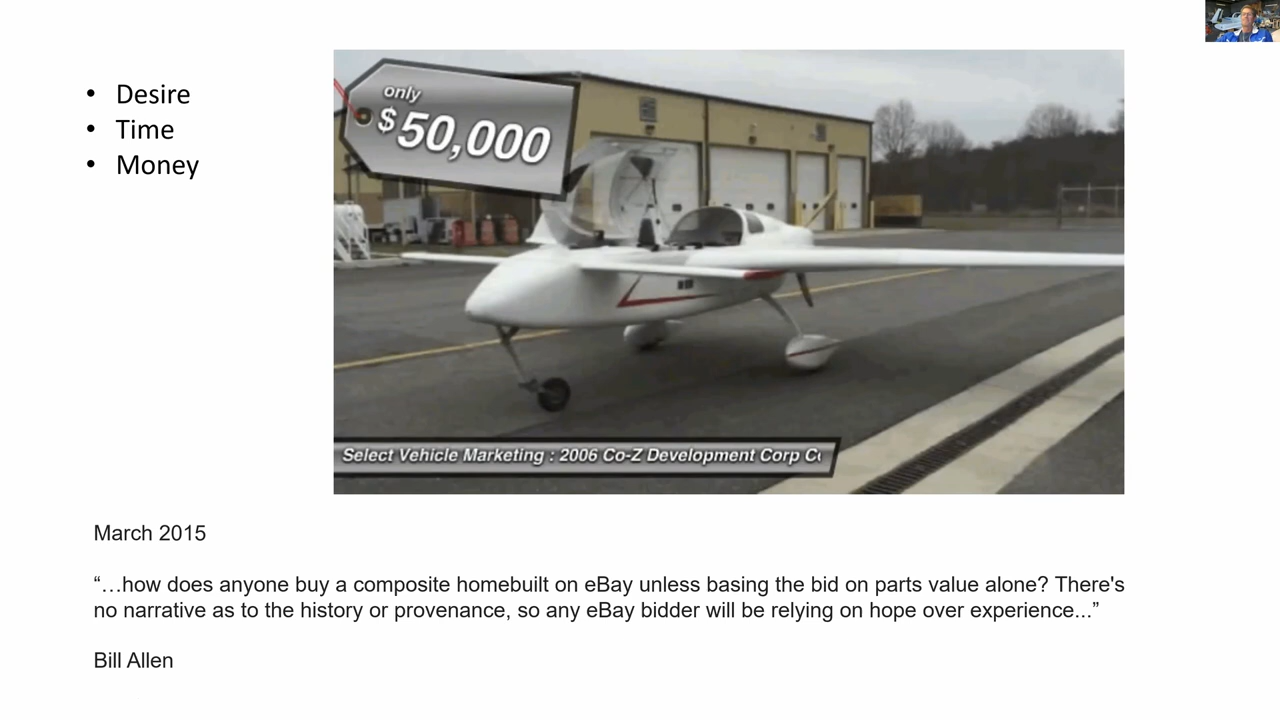 • Desire
• Time
• Money
only
$50,000
Select Vehicle Marketing : 2006 Co-Z Development Corp
March 2015
“…how does anyone buy a composite homebuilt on eBay unless basing the bid on parts value alone? There's
no narrative as to the history or provenance, so any eBay bidder will be relying on hope over experience...”
Bill Allen